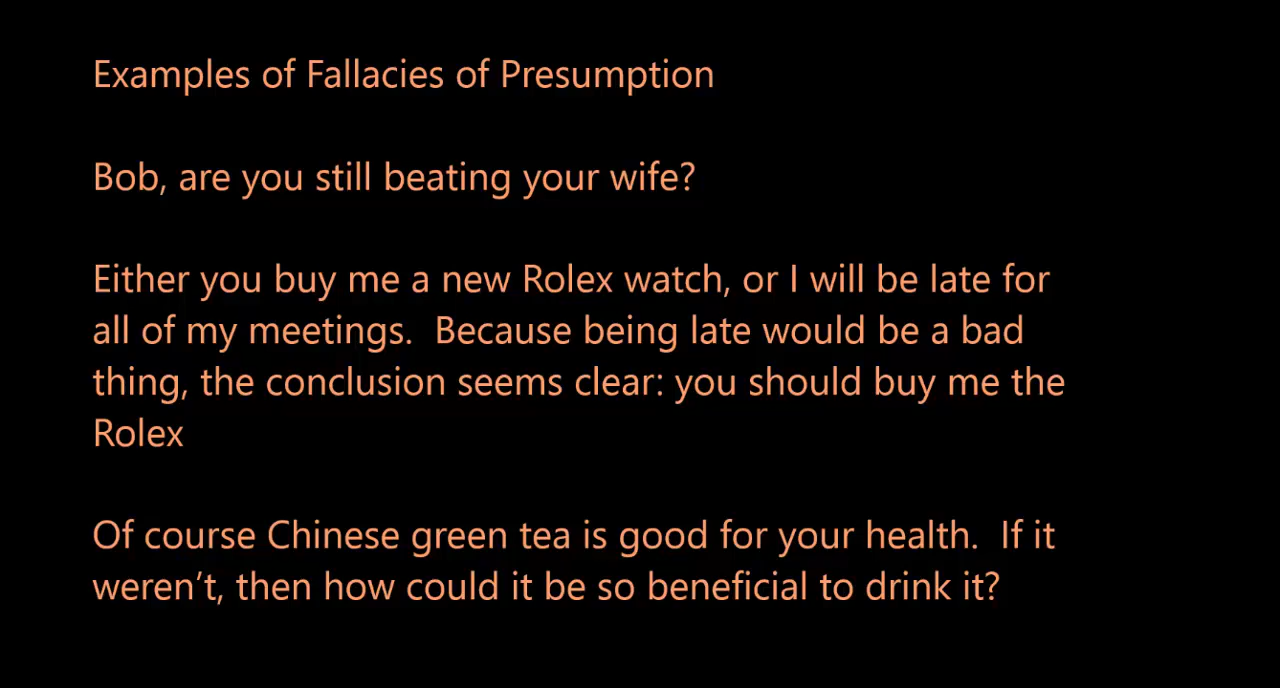 Examples of Fallacies of Presumption
Bob, are you still beating your wife?
Either you buy me a new Rolex watch, or I will be late for
all of my meetings.  Because being late would be a bad
thing, the conclusion seems clear: you should buy me the
Rolex
Of course Chinese green tea is good for your health.  If it
weren’t, then how could it be so beneficial to drink it?